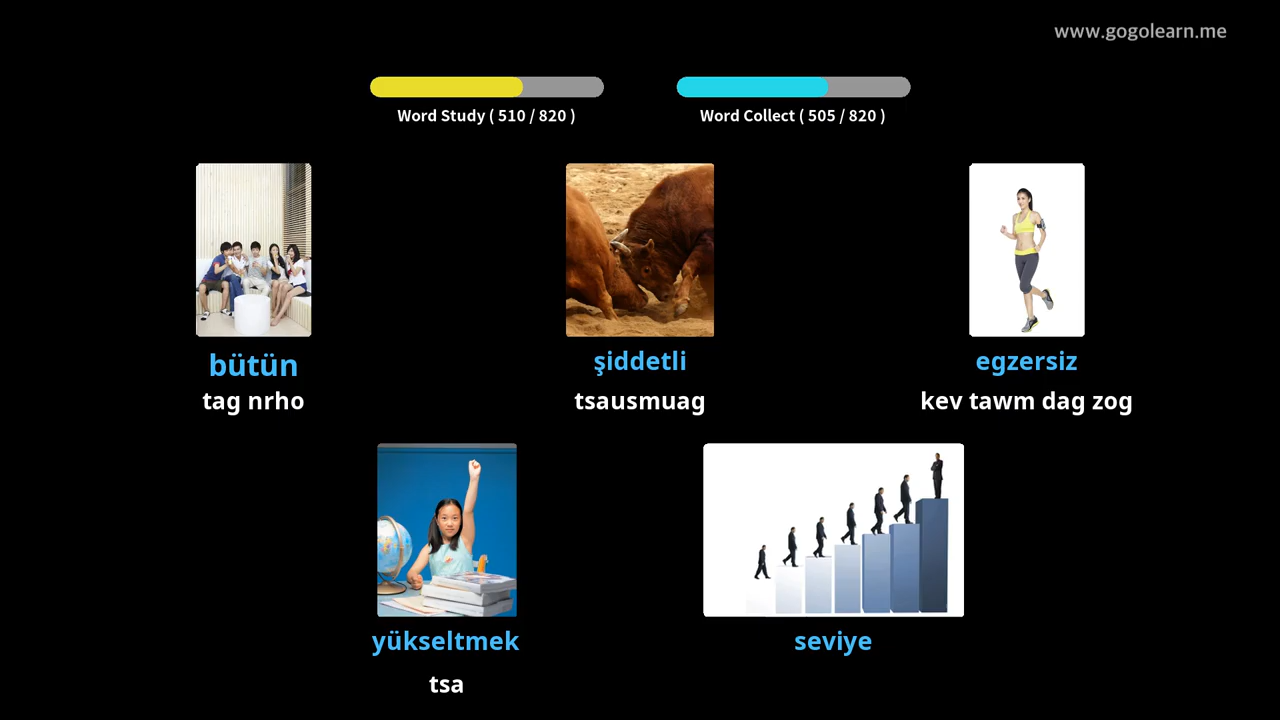 www.gogolearn.me
Word Study ( 510 / 820 )
Word Collect ( 505 / 820 )
bütün
tag nrho
şiddetli
tsausmuag
egzersiz
kev tawm dag zog
yükseltmek
tsa
seviye